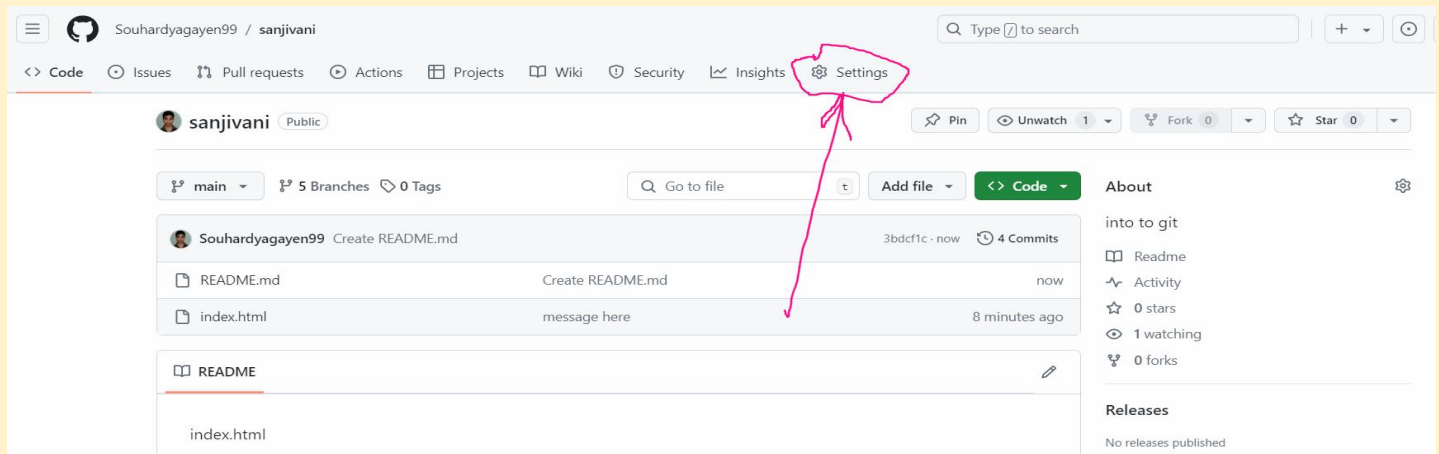 Souhardyagayen99 / sanjivani
Type / to search
Code Issues Pull requests Actions Projects Wiki Security Insights Settings
sanjivani Public
Pin Unwatch 1 Fork 0 Star 0
main 5 Branches 0 Tags
Go to file t Add file <> Code
About
into to git
Souhardyagayen99 Create README.md 3bdcf1c · now 4 Commits
README.md Create README.md now
index.html message here 8 minutes ago
Readme
Activity
0 stars
1 watching
0 forks
README
index.html
Releases
No releases published